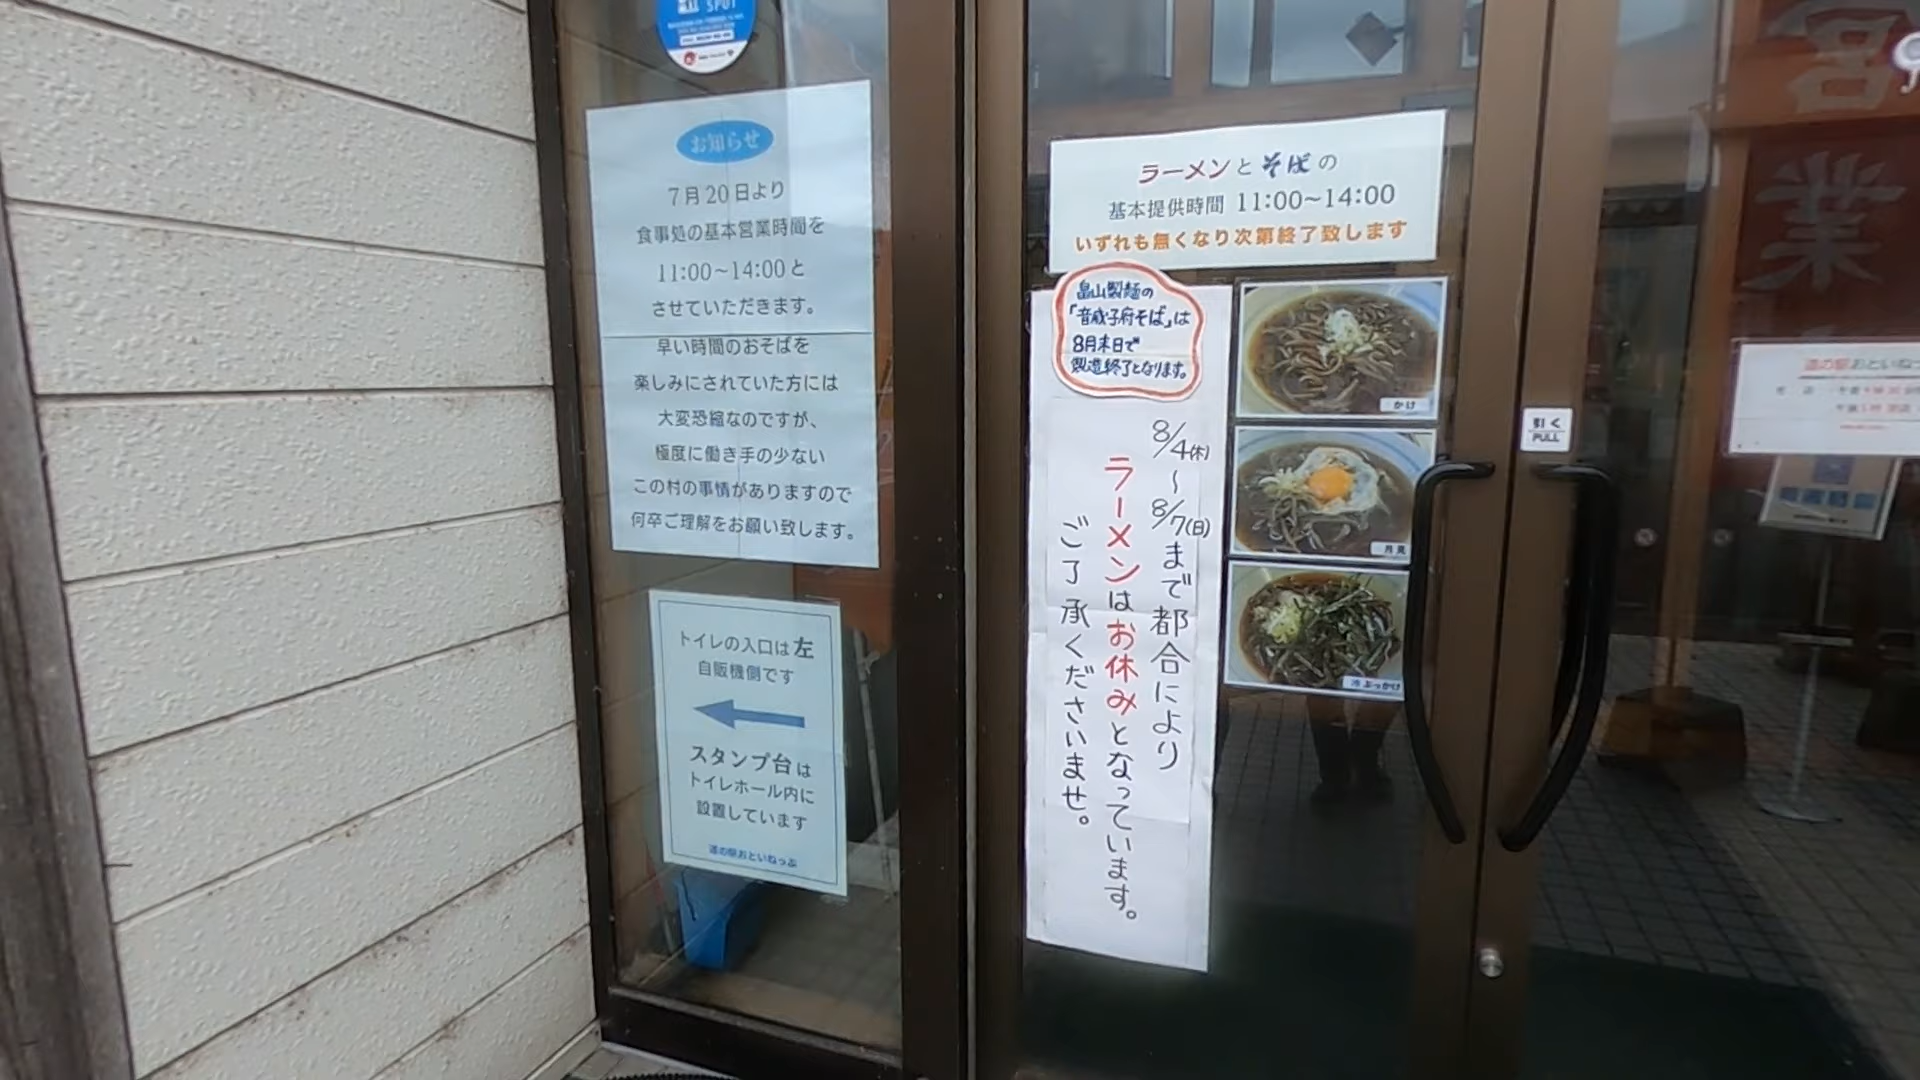 SPOT
お知らせ
7月20日より
食事処の基本営業時間を
11:00～14:00と
させていただきます。
早い時間のおそばを
楽しみにされていた方には
大変恐縮なのですが、
極度に働き手の少ない
この村の事情がありますので
何卒ご理解をお願い致します。
トイレの入口は左
自販機側です
スタンプ台は
トイレホール内に
設置しています
道の駅おといねっぷ
ラーメンとそばの
基本提供時間 11:00～14:00
いずれも無くなり次第終了致します
畠山製麺の
「音威子府そば」は
8月末日で
製造終了となります。
8/4(木)～8/7(日)まで都合により
ラーメンはお休みとなっています。
ご了承くださいませ。
かけ
月見
冷ぶっかけ
引く
PULL
営業
道の駅おといねっ